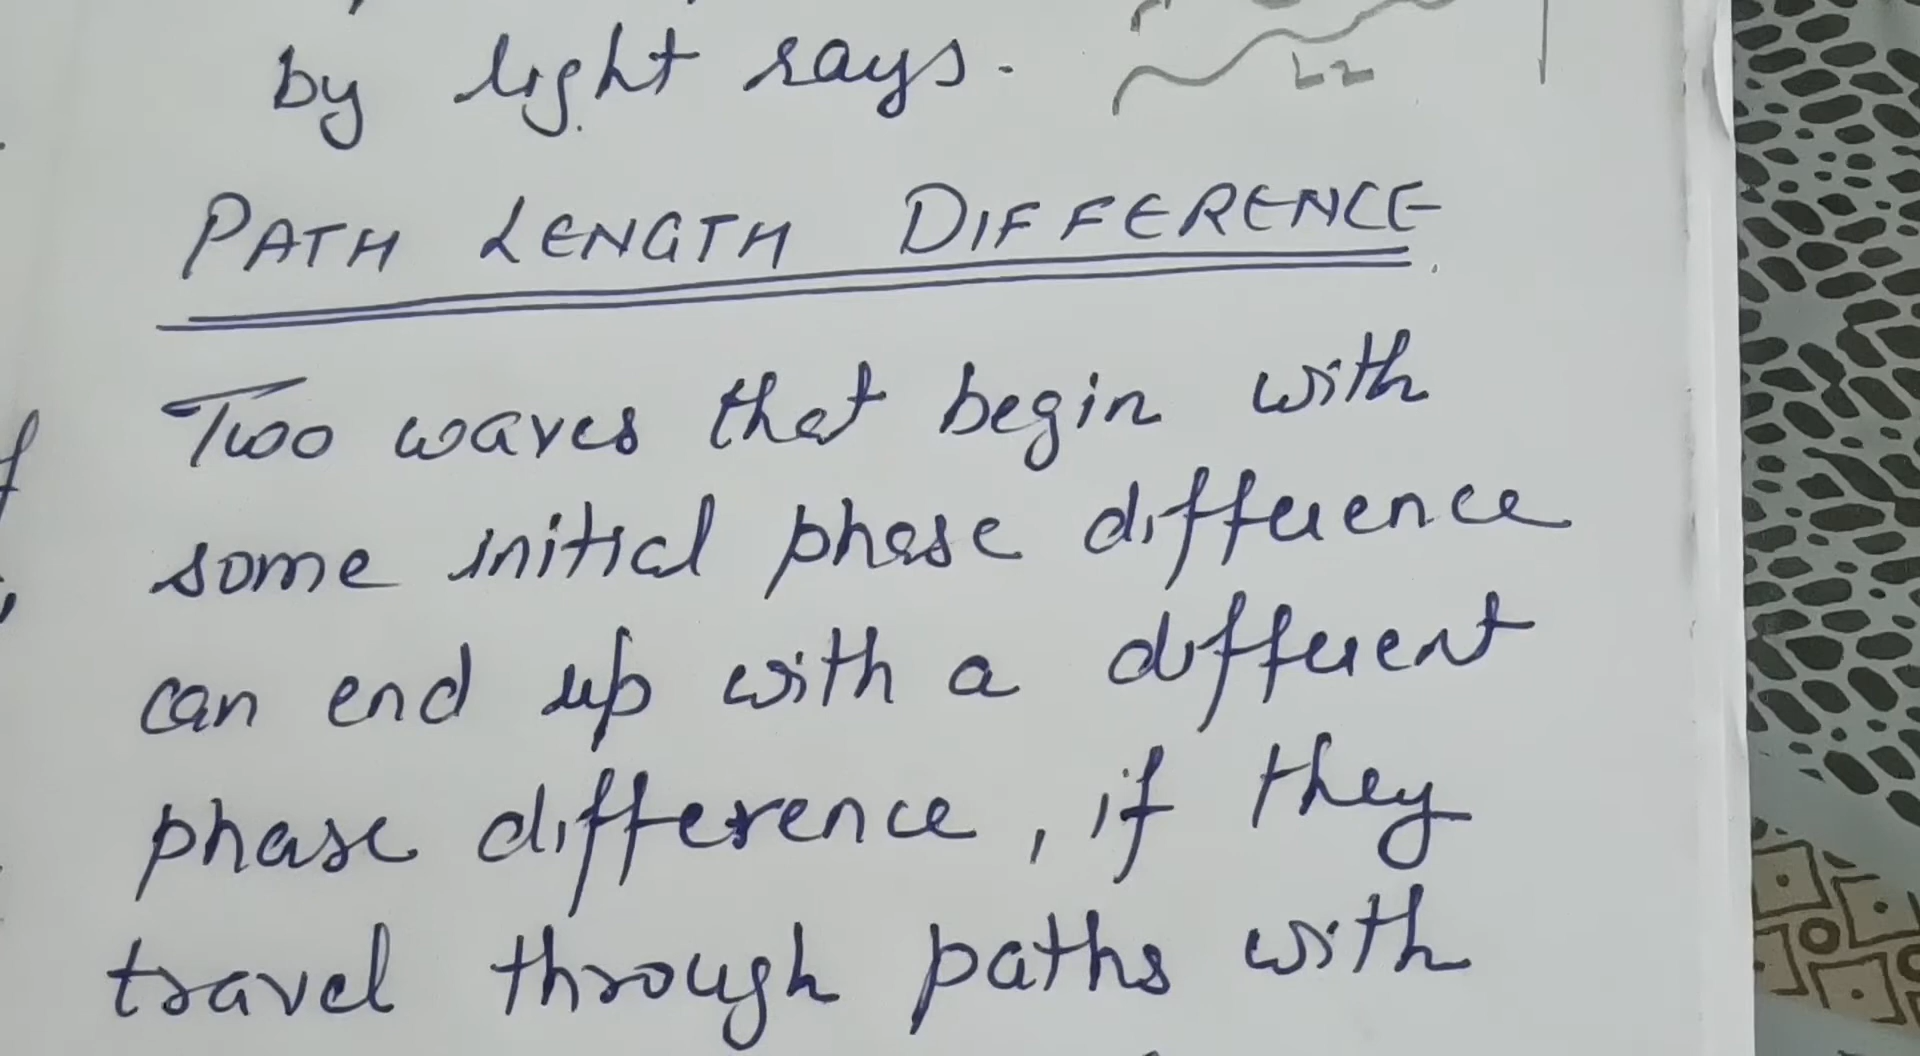 by light rays.
L2
PATH LENGTH DIFFERENCE
Two waves that begin with
some initial phase difference
can end up with a different
phase difference, if they
travel through paths with